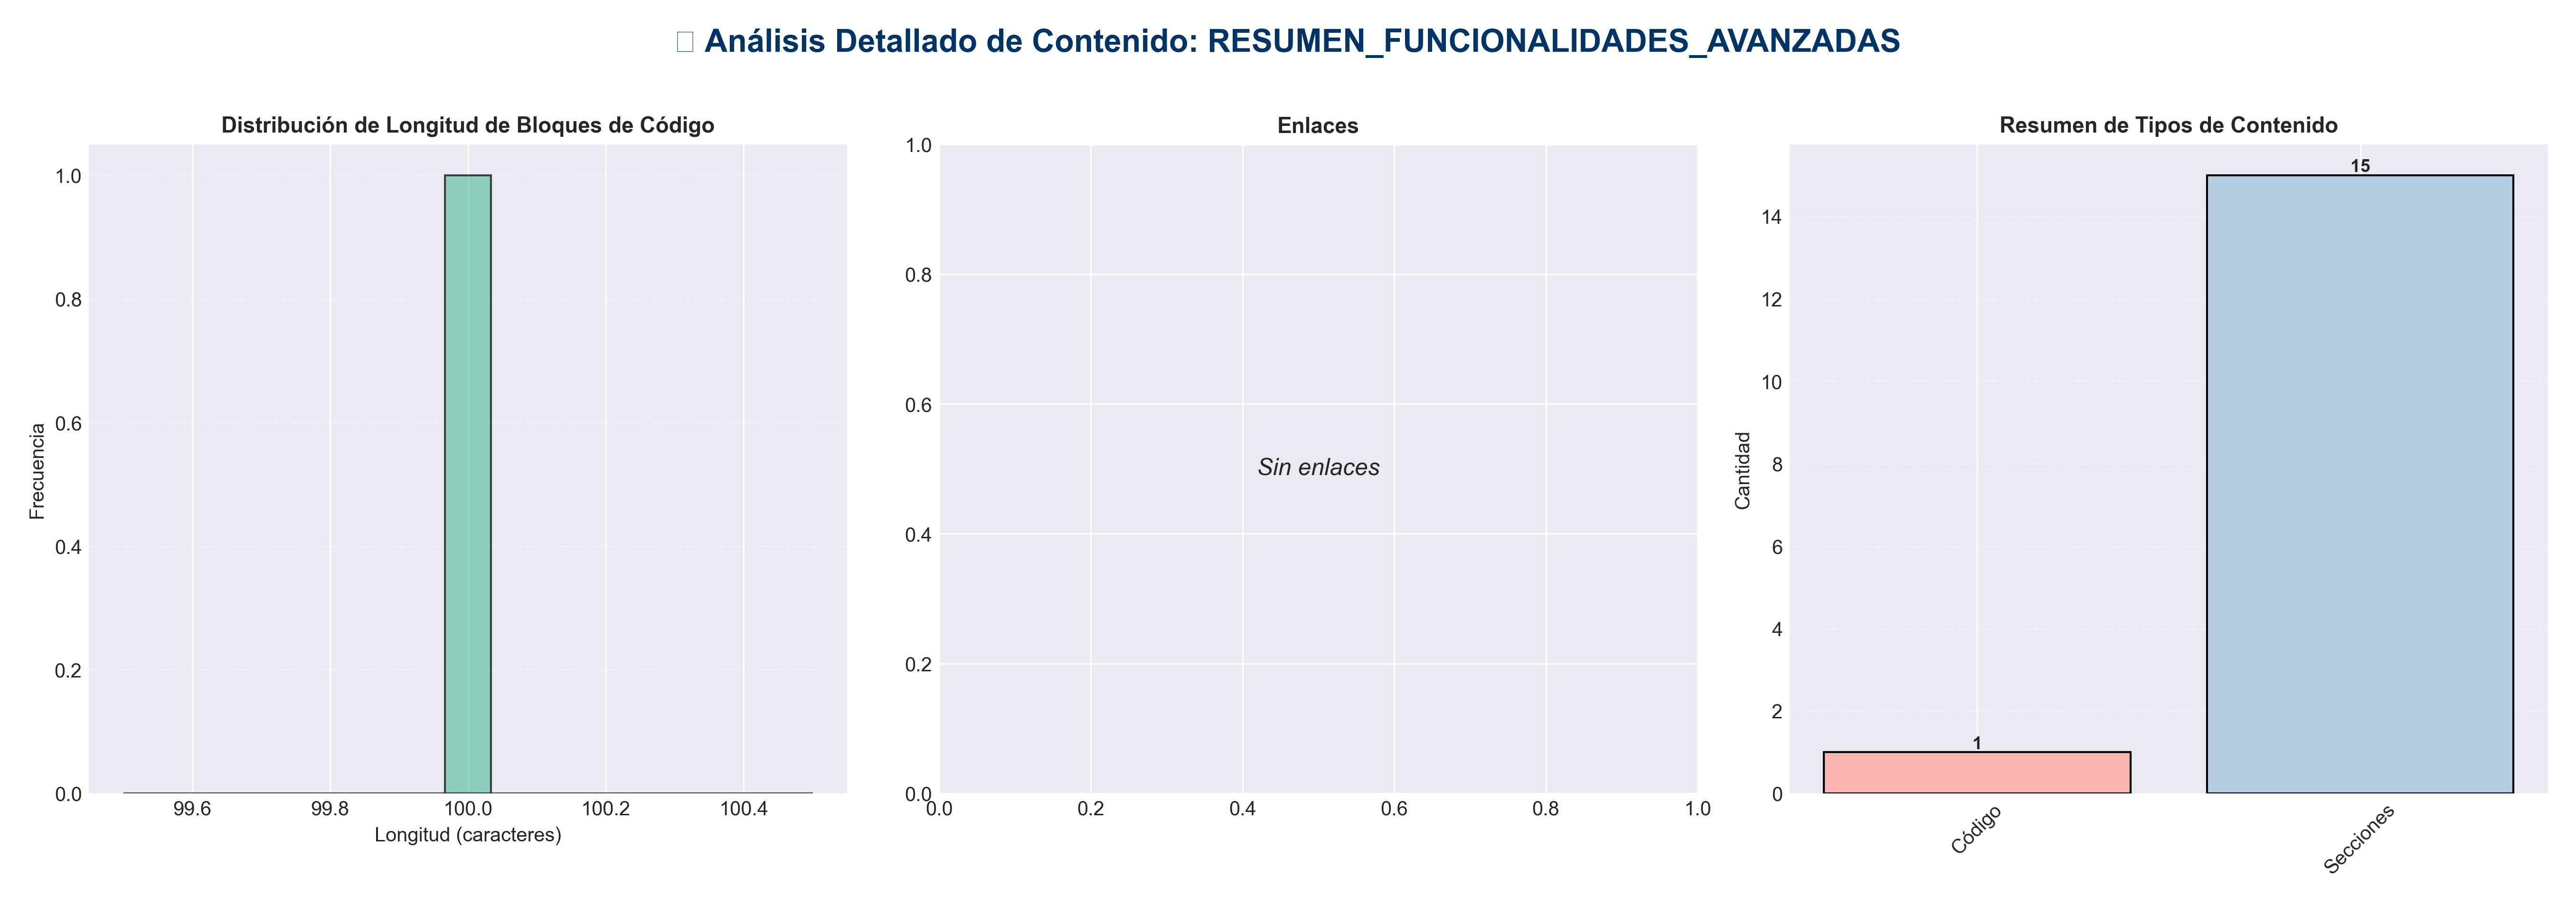 Análisis Detallado de Contenido: RESUMEN_FUNCIONALIDADES_AVANZADAS
Distribución de Longitud de Bloques de Código
Frecuencia
1.0
0.8
0.6
0.4
0.2
0.0
99.6 99.8 100.0 100.2 100.4
Longitud (caracteres)
Enlaces
1.0
0.8
0.6
0.4
0.2
0.0
Sin enlaces
0.0 0.2 0.4 0.6 0.8 1.0
Resumen de Tipos de Contenido
Cantidad
14
12
10
8
6
4
2
0
1
15
Código
Secciones